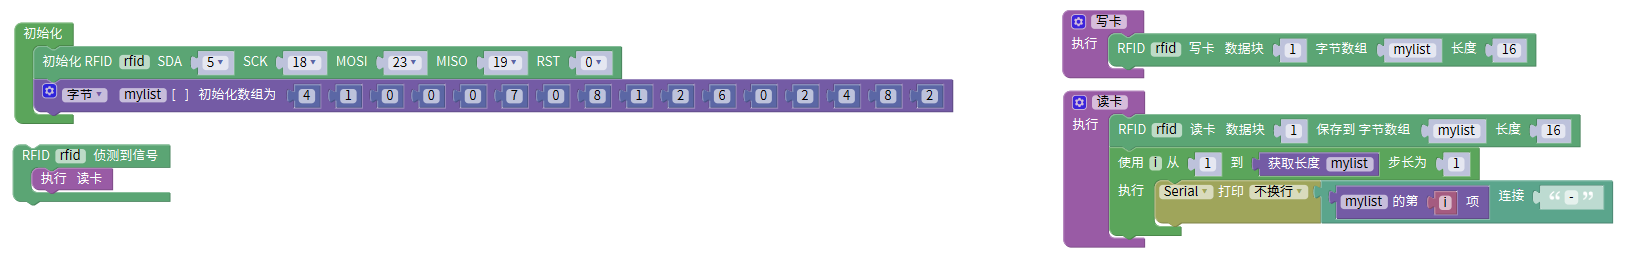 初始化
初始化 RFID rfid SDA 5 SCK 18 MOSI 23 MISO 19 RST 0
字节 mylist [ ] 初始化数组为 4 1 0 0 0 7 0 8 1 2 6 0 2 4 8 2
RFID rfid 侦测到信号
执行 读卡
写卡
执行 RFID rfid 写卡 数据块 1 字节数组 mylist 长度 16
读卡
执行 RFID rfid 读卡 数据块 1 保存到 字节数组 mylist 长度 16
使用 i 从 1 到 获取长度 mylist 步长为 1
执行 Serial 打印 不换行 mylist 的第 i 项 连接 “ - ”